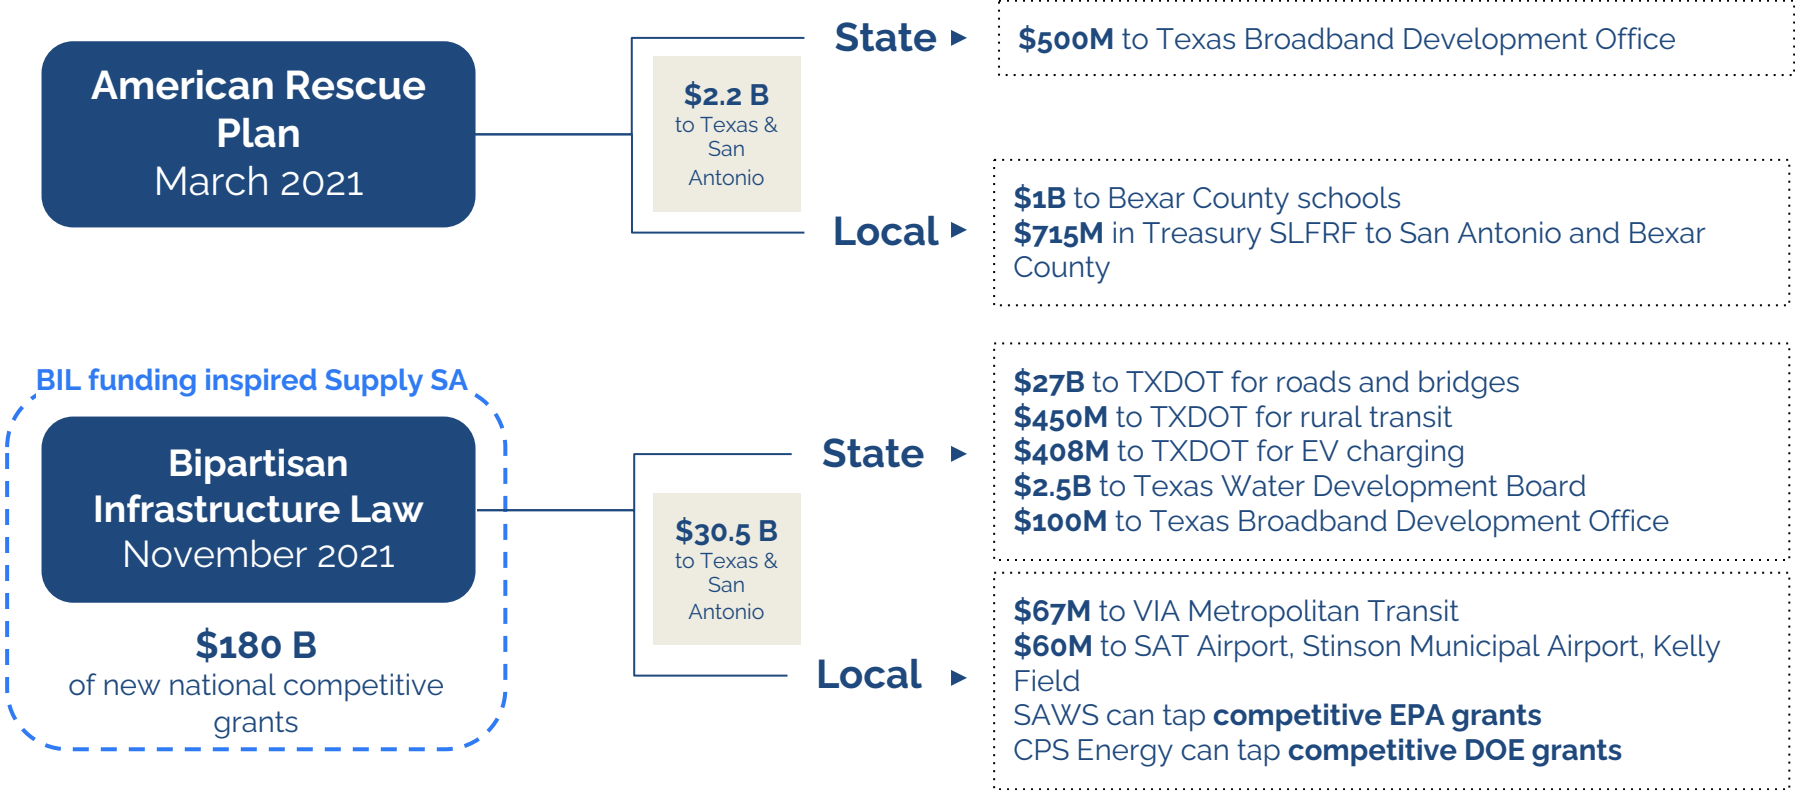 American Rescue
Plan
March 2021
$2.2 B
to Texas &
San
Antonio
State
$500M to Texas Broadband Development Office
Local
$1B to Bexar County schools
$715M in Treasury SLFRF to San Antonio and Bexar
County
BIL funding inspired Supply SA
Bipartisan
Infrastructure Law
November 2021
$180 B
of new national competitive
grants
$30.5 B
to Texas &
San
Antonio
State
$27B to TXDOT for roads and bridges
$450M to TXDOT for rural transit
$408M to TXDOT for EV charging
$2.5B to Texas Water Development Board
$100M to Texas Broadband Development Office
Local
$67M to VIA Metropolitan Transit
$60M to SAT Airport, Stinson Municipal Airport, Kelly
Field
SAWS can tap competitive EPA grants
CPS Energy can tap competitive DOE grants